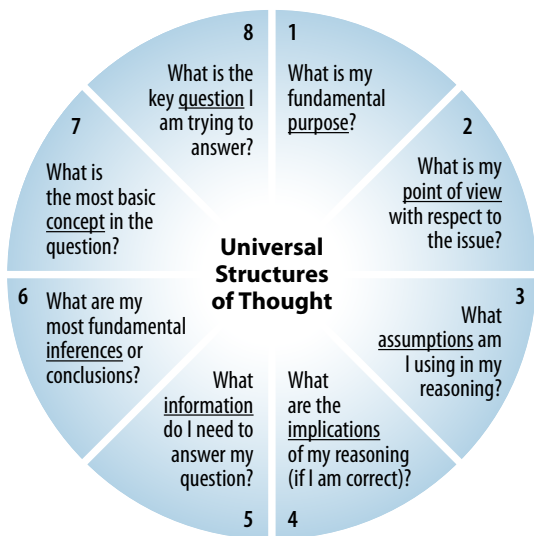 Universal
Structures
of Thought
1
What is my
fundamental
purpose?
2
What is my
point of view
with respect to
the issue?
3
What
assumptions am
I using in my
reasoning?
4
What
are the
implications
of my reasoning
(if I am correct)?
5
What
information
do I need to
answer my
question?
6
What are my
most fundamental
inferences or
conclusions?
7
What is
the most basic
concept in the
question?
8
What is the
key question I
am trying to
answer?